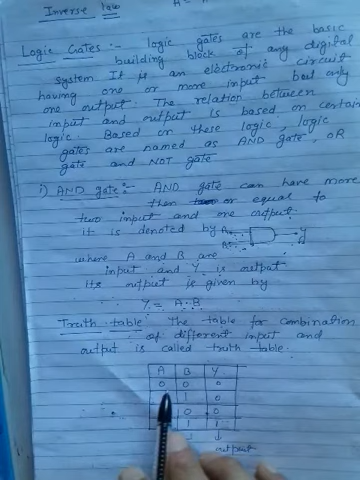 Inverse law
Logic Gates :- logic gates are the basic
building block of any digital
system. It is an electronic circuit
having one or more input but only
one output. The relation between
input and output is based on certain
logic. Based on these logic, logic
gates are named as AND gate, OR
gate and NOT gate
i) AND gate:- AND gate can have more
then or equal to
two input and one output.
it is denoted by A Y
where A and B are
input and Y is output
its output is given by
Y = A·B
Truth table The table for combination
of different input and
output is called truth table.
A B Y
0 0 0
1 0
0 0
1 1
output